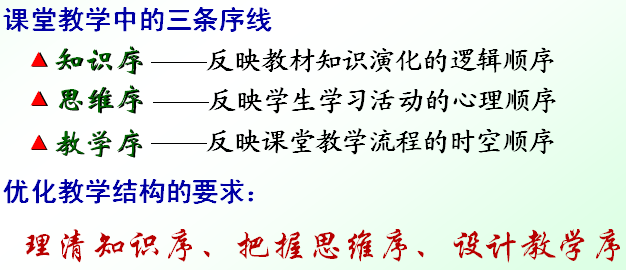 课堂教学中的三条序线
▲知识序——反映教材知识演化的逻辑顺序
▲思维序——反映学生学习活动的心理顺序
▲教学序——反映课堂教学流程的时空顺序
优化教学结构的要求：
理清知识序、把握思维序、设计教学序